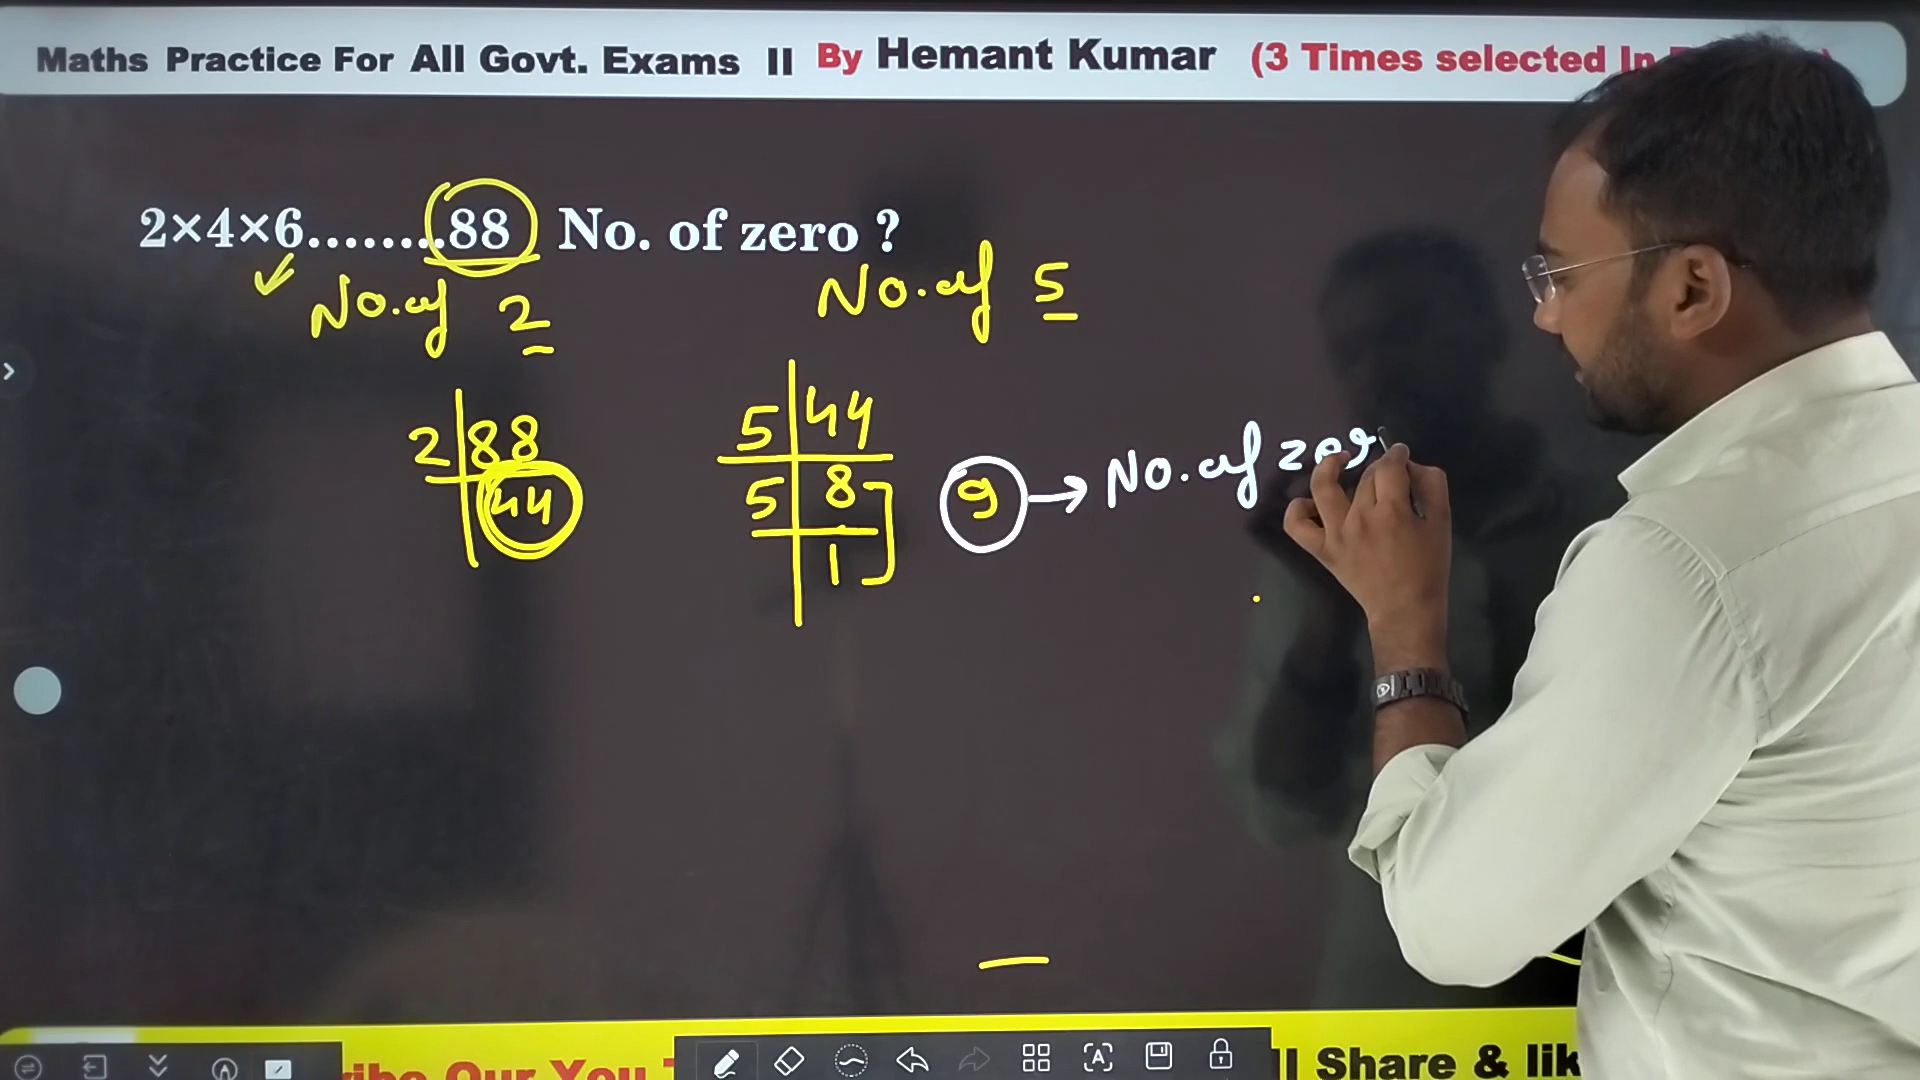 Maths Practice For All Govt. Exams II By Hemant Kumar (3 Times selected In
2×4×6........88 No. of zero ?
No. of 2
No. of 5
2 88
44
5 44
5 8
1
9 → No. of zer
Our You
Share & lik